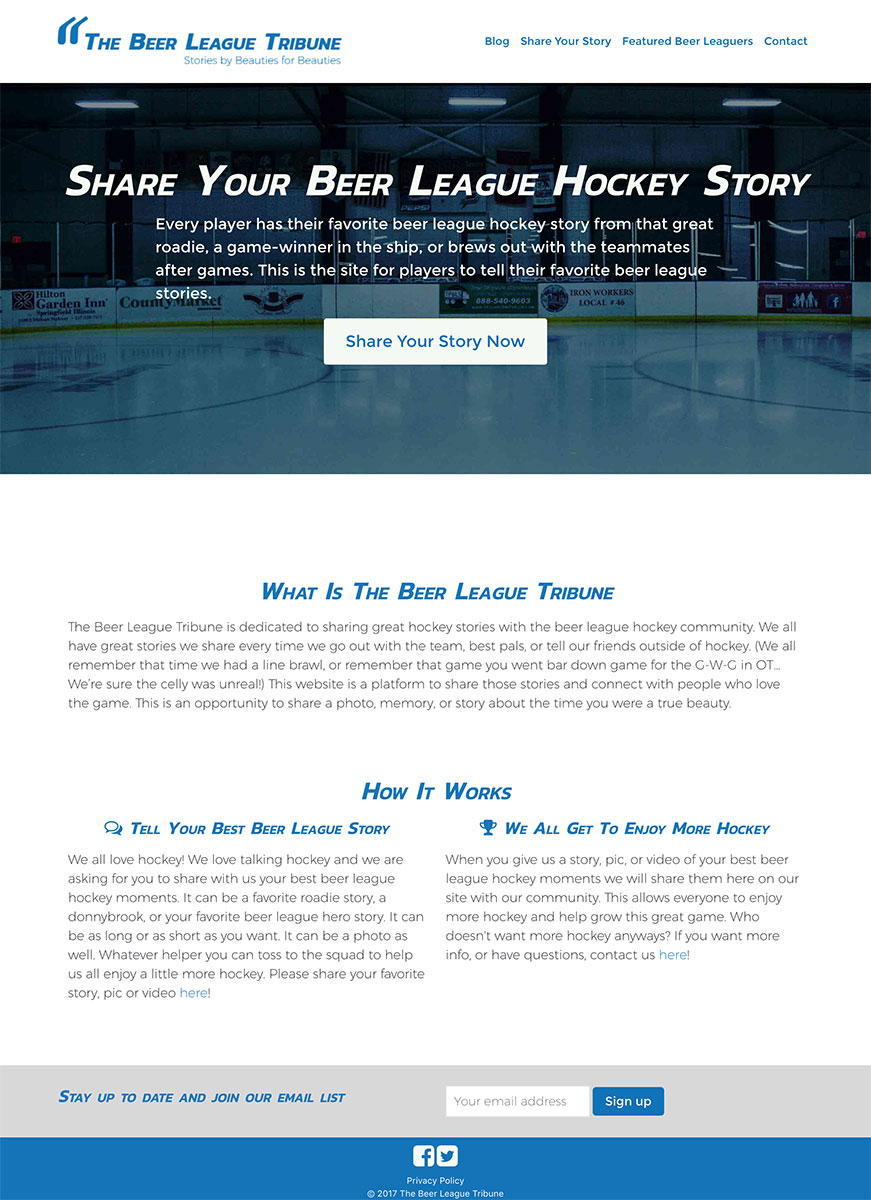 The Beer League Tribune
Stories by Beauties for Beauties
Blog Share Your Story Featured Beer Leaguers Contact
Share Your Beer League Hockey Story
Every player has their favorite beer league hockey story from that great
roadie, a game-winner in the ship, or brews out with the teammates
after games. This is the site for players to tell their favorite beer league
stories.
Hilton
Garden Inn
Springfield Illinois
County Market
888-540-9603
IRON WORKERS
LOCAL #46
PEPSI
Share Your Story Now
What Is The Beer League Tribune
The Beer League Tribune is dedicated to sharing great hockey stories with the beer league hockey community. We all
have great stories we share every time we go out with the team, best pals, or tell our friends outside of hockey. (We all
remember that time we had a line brawl, or remember that game you went bar down game for the G-W-G in OT...
We're sure the celly was unreal!) This website is a platform to share those stories and connect with people who love
the game. This is an opportunity to share a photo, memory, or story about the time you were a true beauty.
How It Works
Tell Your Best Beer League Story
We all love hockey! We love talking hockey and we are
asking for you to share with us your best beer league
hockey moments. It can be a favorite roadie story, a
donnybrook, or your favorite beer league hero story. It can
be as long or as short as you want. It can be a photo as
well. Whatever helper you can toss to the squad to help
us all enjoy a little more hockey. Please share your favorite
story, pic or video here!
We All Get To Enjoy More Hockey
When you give us a story, pic, or video of your best beer
league hockey moments we will share them here on our
site with our community. This allows everyone to enjoy
more hockey and help grow this great game. Who
doesn't want more hockey anyways? If you want more
info, or have questions, contact us here!
Stay up to date and join our email list
Your email address
Sign up
Privacy Policy
© 2017 The Beer League Tribune